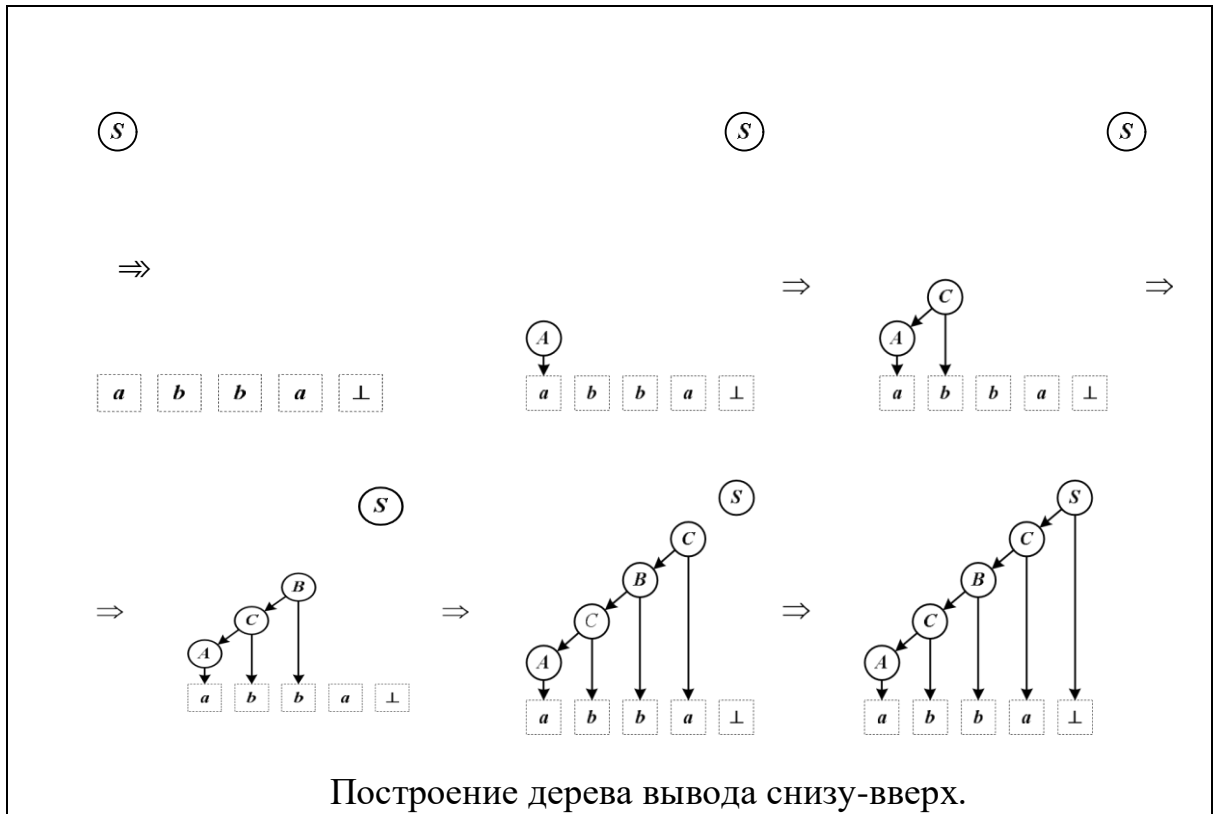 S S S
⇒ C ⇒
A A
a b b a ⊥ a b b a ⊥ a b b a ⊥
S S S
C C
B B B
⇒ C ⇒ C ⇒ C
A A A
a b b a ⊥ a b b a ⊥ a b b a ⊥
Построение дерева вывода снизу-вверх.